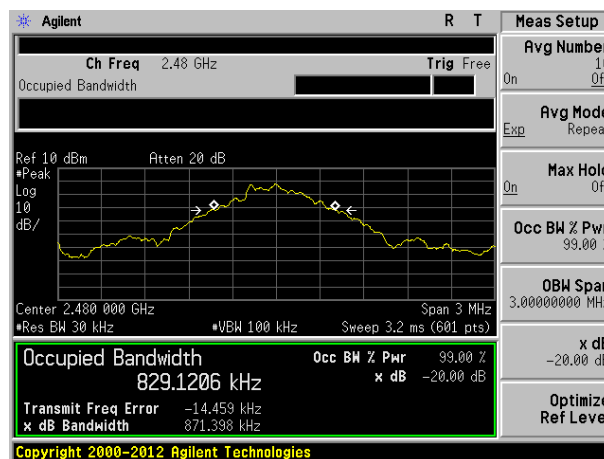 Agilent R T
Meas Setup
Ch Freq 2.48 GHz Trig Free
Occupied Bandwidth
Avg Number
10
On Off
Avg Mode
Exp Repeat
Max Hold
On Off
Occ BW % Pwr
99.00 %
OBW Span
3.00000000 MHz
x dB
-20.00 dB
Optimize
Ref Level
Ref 10 dBm Atten 20 dB
#Peak
Log
10
dB/
Center 2.480 000 GHz Span 3 MHz
#Res BW 30 kHz #VBW 100 kHz Sweep 3.2 ms (601 pts)
Occupied Bandwidth Occ BW % Pwr 99.00 %
829.1206 kHz x dB -20.00 dB
Transmit Freq Error -14.459 kHz
x dB Bandwidth 871.398 kHz
Copyright 2000-2012 Agilent Technologies